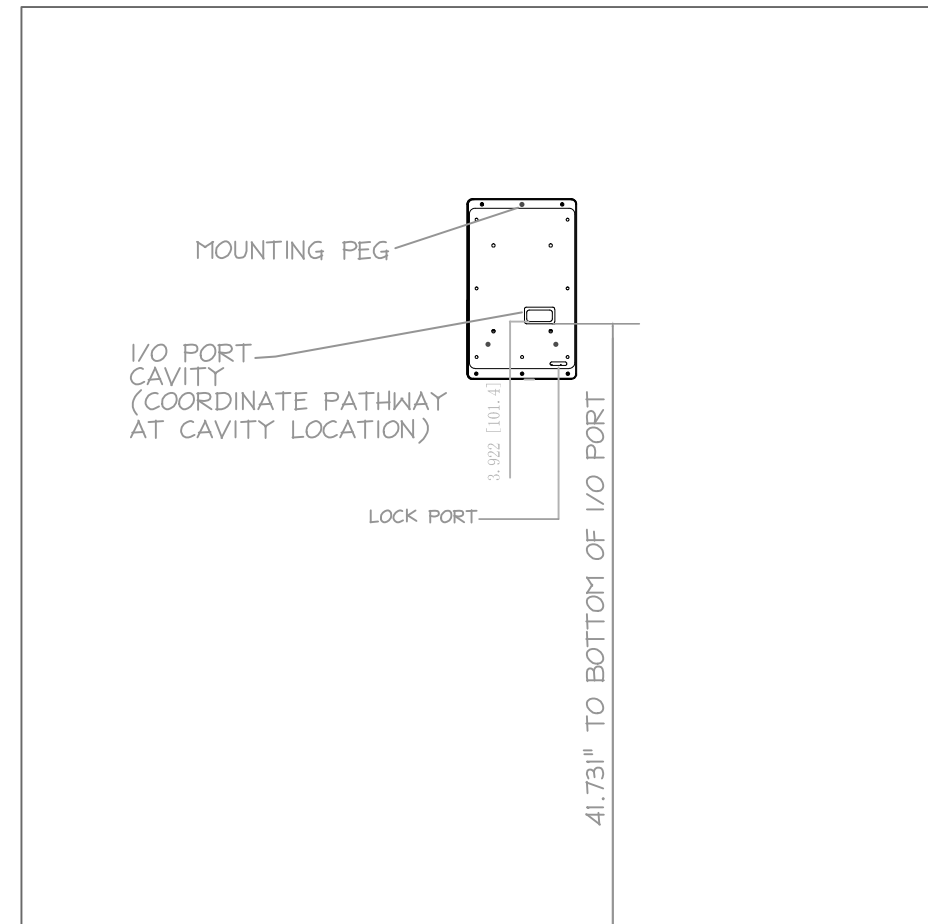 MOUNTING PEG
I/O PORT
CAVITY
(COORDINATE PATHWAY
AT CAVITY LOCATION)
3.922 [101.4]
LOCK PORT
41.731" TO BOTTOM OF I/O PORT